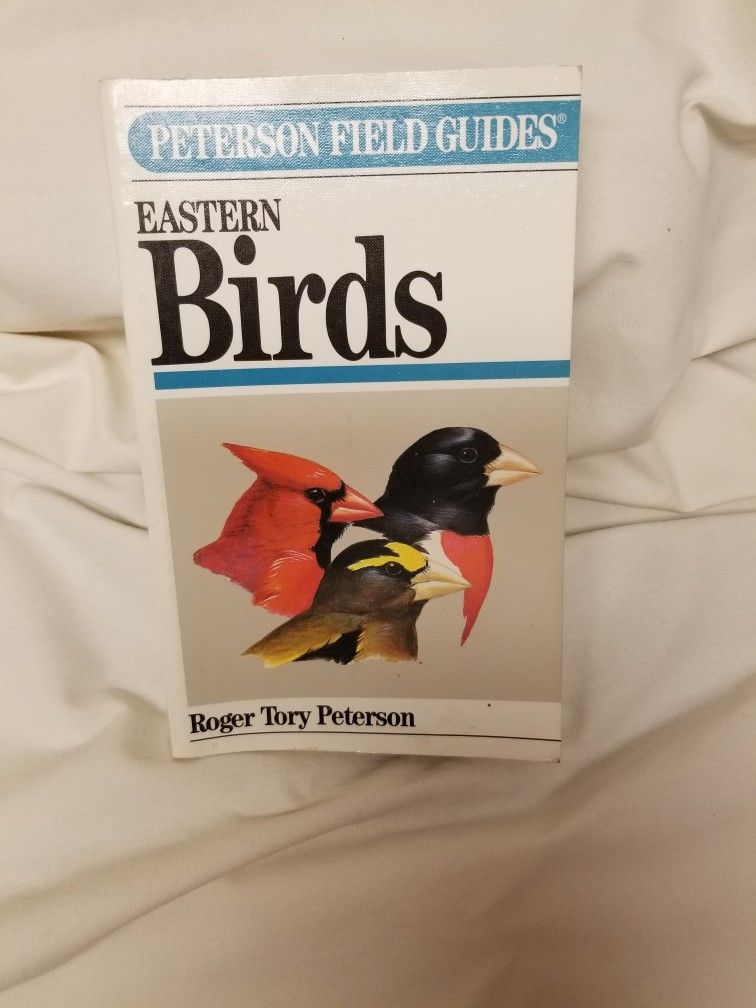 PETERSON FIELD GUIDES®
EASTERN
Birds
Roger Tory Peterson